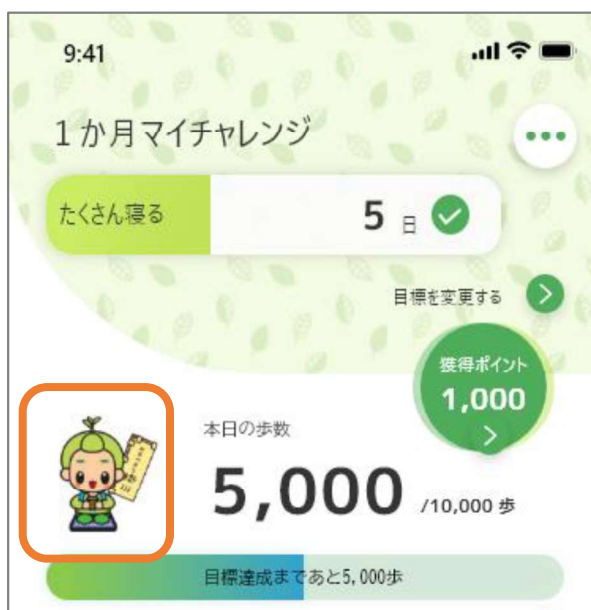 9:41
1か月マイチャレンジ
たくさん寝る
5 日
目標を変更する
獲得ポイント
1,000
本日の歩数
5,000 /10,000 歩
目標達成まであと5,000歩